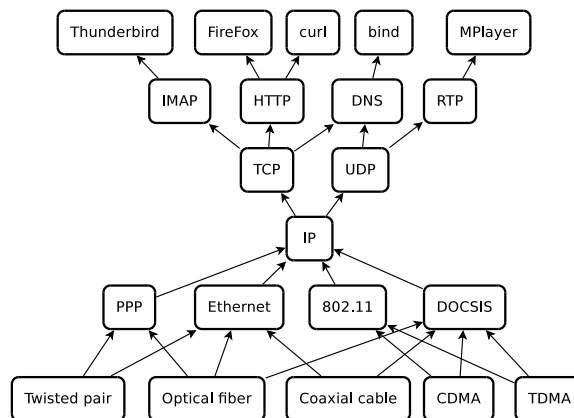 Thunderbird
FireFox
curl
bind
MPlayer
IMAP
HTTP
DNS
RTP
TCP
UDP
IP
PPP
Ethernet
802.11
DOCSIS
Twisted pair
Optical fiber
Coaxial cable
CDMA
TDMA